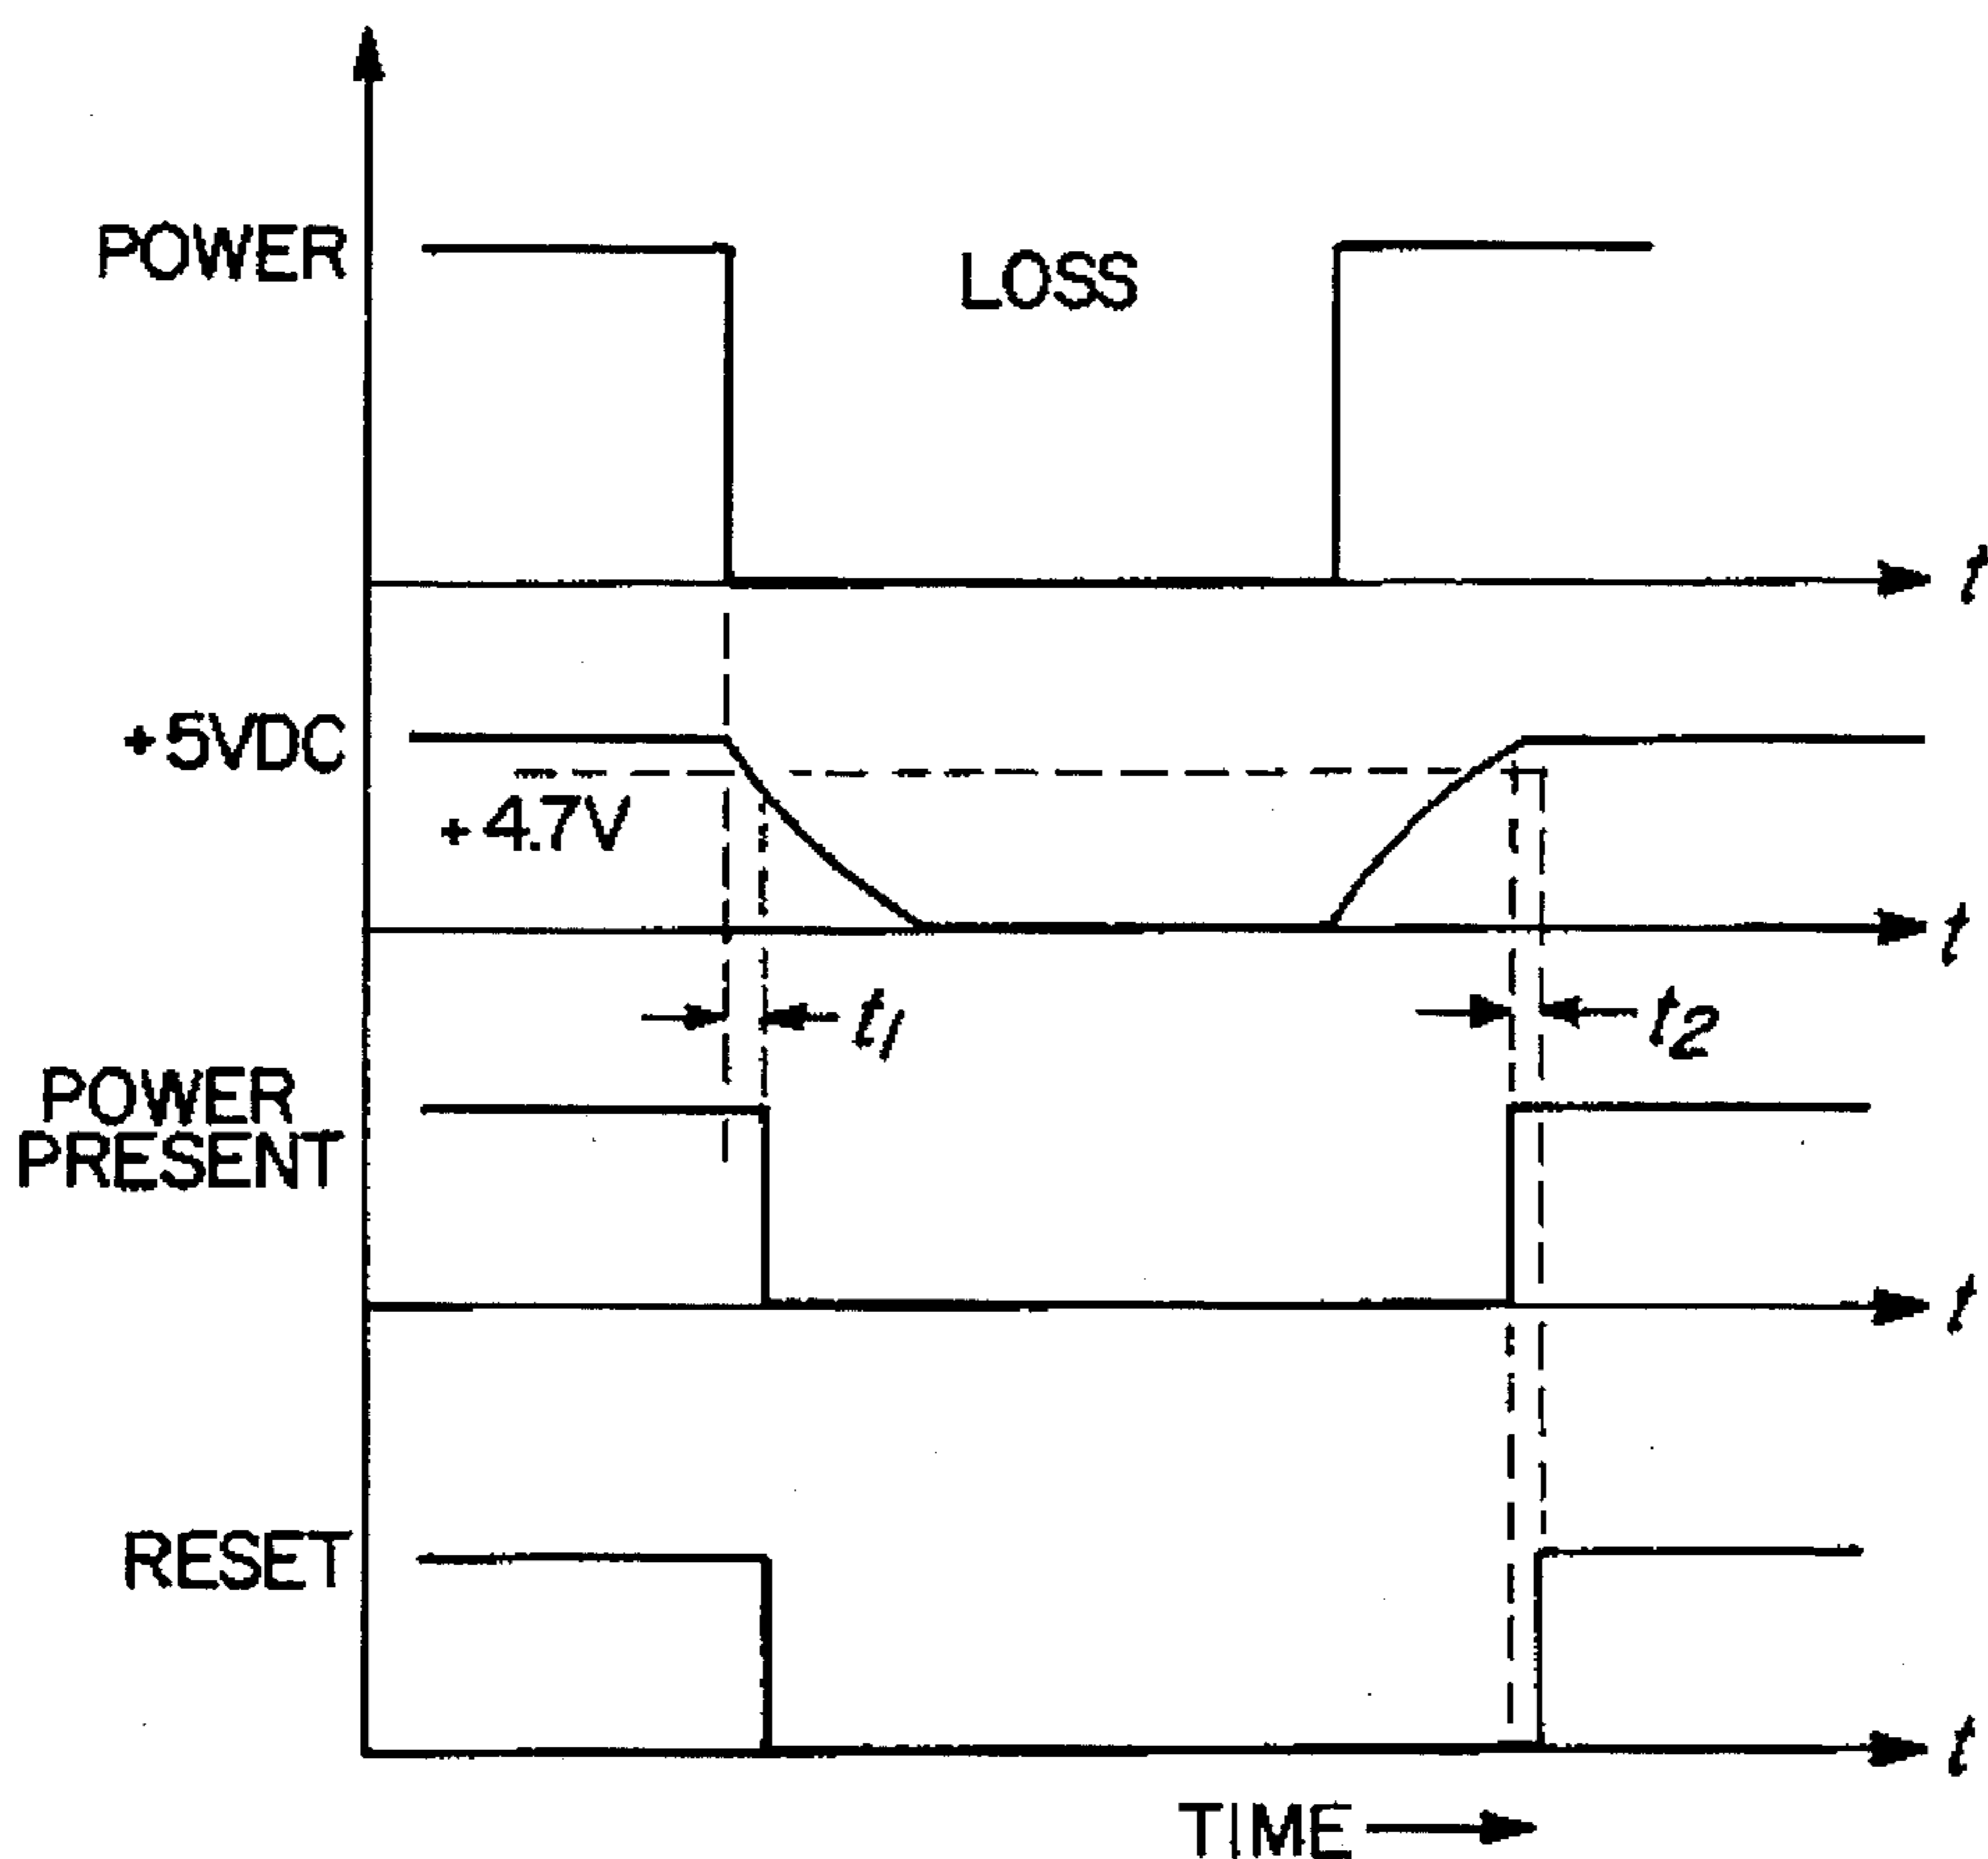 POWER
LOSS
t
+5VDC
+4.7V
t
t1
t2
POWER
PRESENT
t
RESET
t
TIME